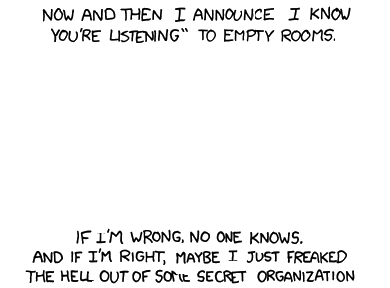 NOW AND THEN I ANNOUNCE I KNOW
YOU'RE LISTENING" TO EMPTY ROOMS.
IF I'M WRONG, NO ONE KNOWS.
AND IF I'M RIGHT, MAYBE I JUST FREAKED
THE HELL OUT OF SOME SECRET ORGANIZATION